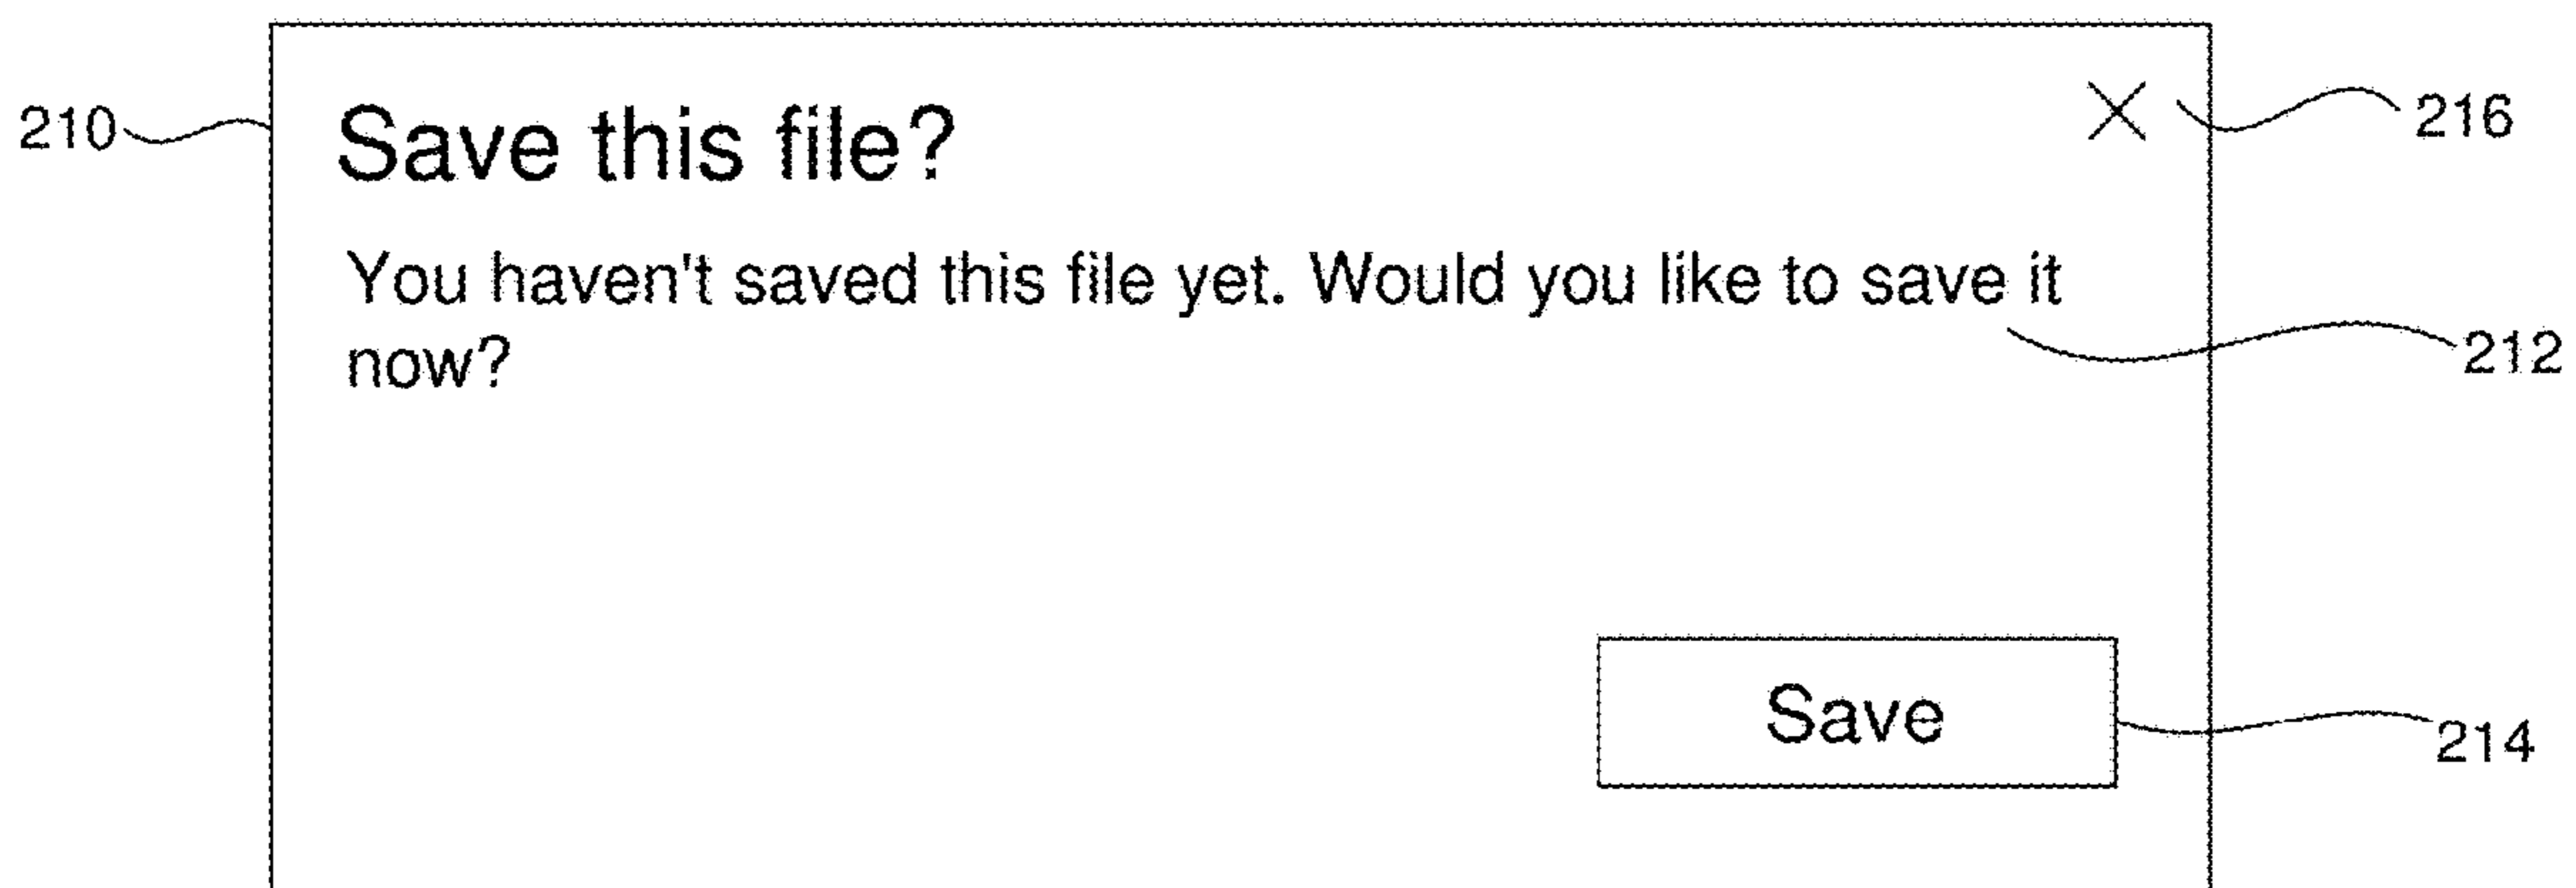 210
Save this file?
216
You haven't saved this file yet. Would you like to save it
now?
212
Save
214